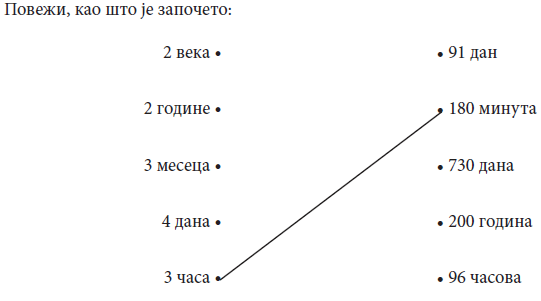 Повежи, као што је започето:
2 века • • 91 дан
2 године • • 180 минута
3 месеца • • 730 дана
4 дана • • 200 година
3 часа • • 96 часова